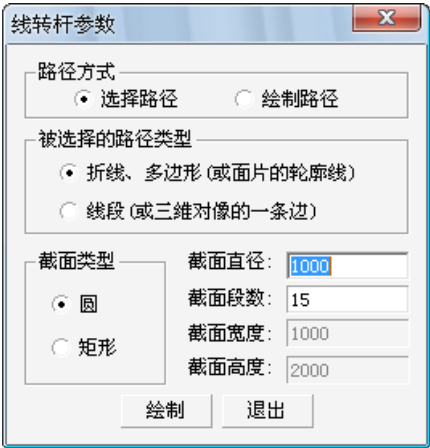 线转杆参数
路径方式
选择路径 绘制路径
被选择的路径类型
折线、多边形(或面片的轮廓线)
线段(或三维对像的一条边)
截面类型
圆
矩形
截面直径: 1000
截面段数: 15
截面宽度: 1000
截面高度: 2000
绘制 退出